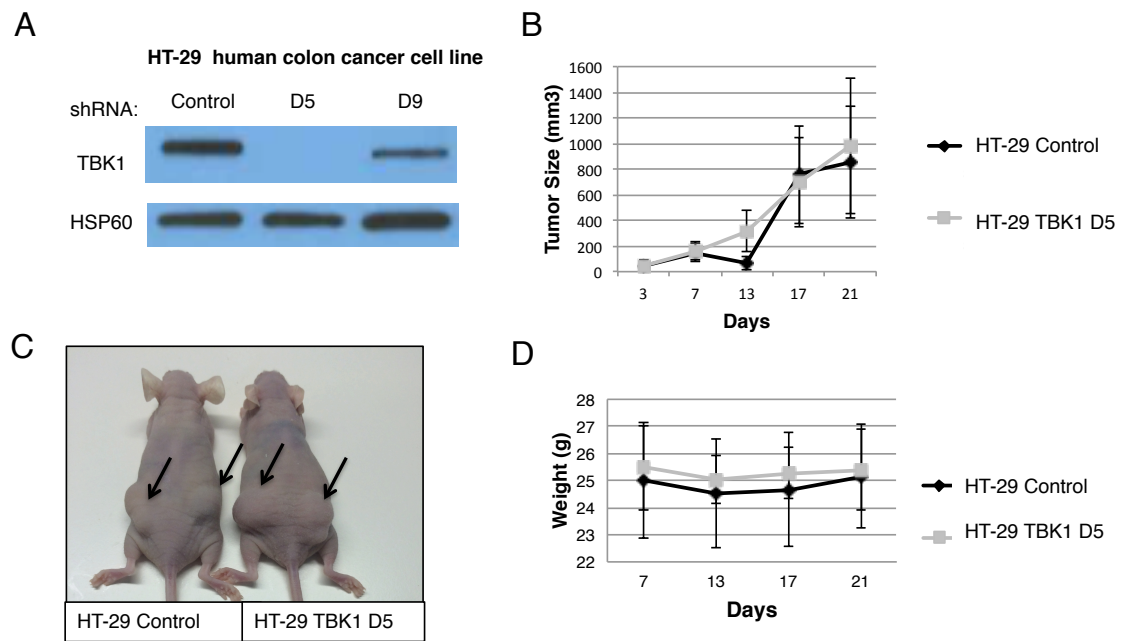 A
HT-29 human colon cancer cell line
shRNA:
Control
D5
D9
TBK1
HSP60
B
Tumor Size (mm3)
1600
1400
1200
1000
800
600
400
200
0
3
7
13
17
21
Days
HT-29 Control
HT-29 TBK1 D5
C
HT-29 Control
HT-29 TBK1 D5
D
Weight (g)
28
27
26
25
24
23
22
7
13
17
21
Days
HT-29 Control
HT-29 TBK1 D5